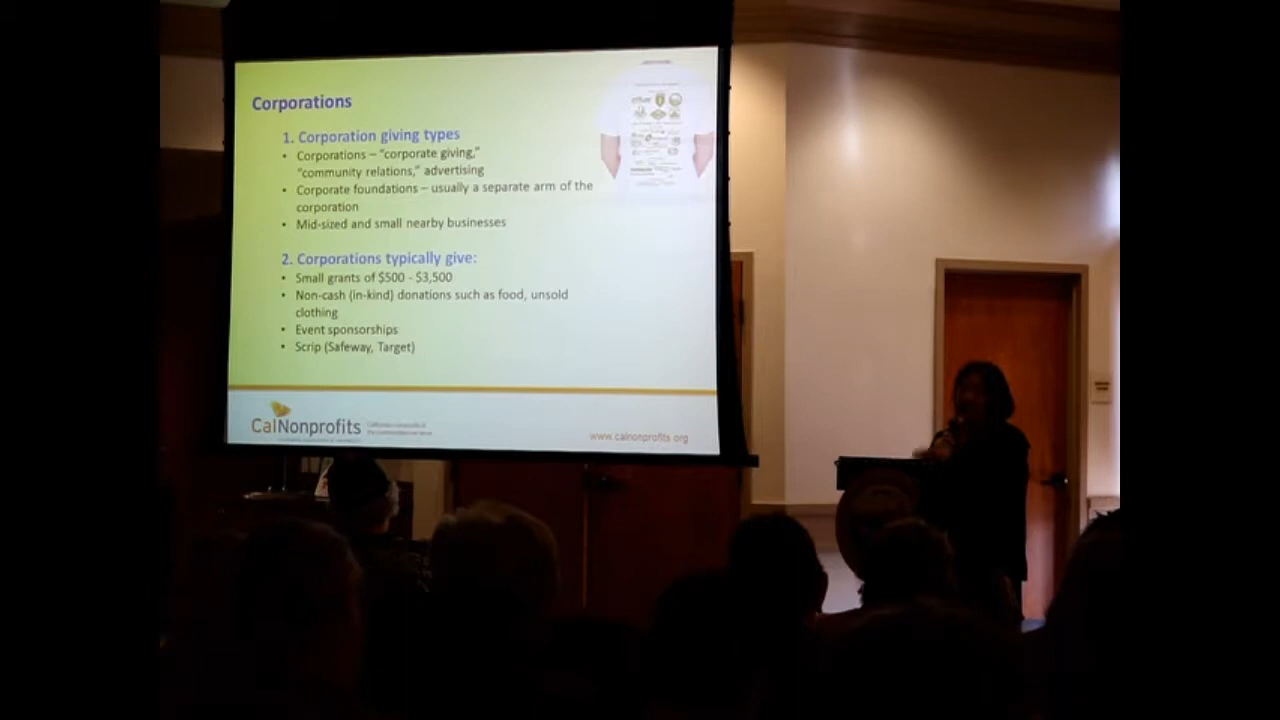 Corporations
1. Corporation giving types
• Corporations – “corporate giving,”
“community relations,” advertising
• Corporate foundations – usually a separate arm of the
corporation
• Mid-sized and small nearby businesses
2. Corporations typically give:
• Small grants of $500 - $3,500
• Non-cash (in-kind) donations such as food, unsold
clothing
• Event sponsorships
• Scrip (Safeway, Target)
CalNonprofits
www.calnonprofits.org